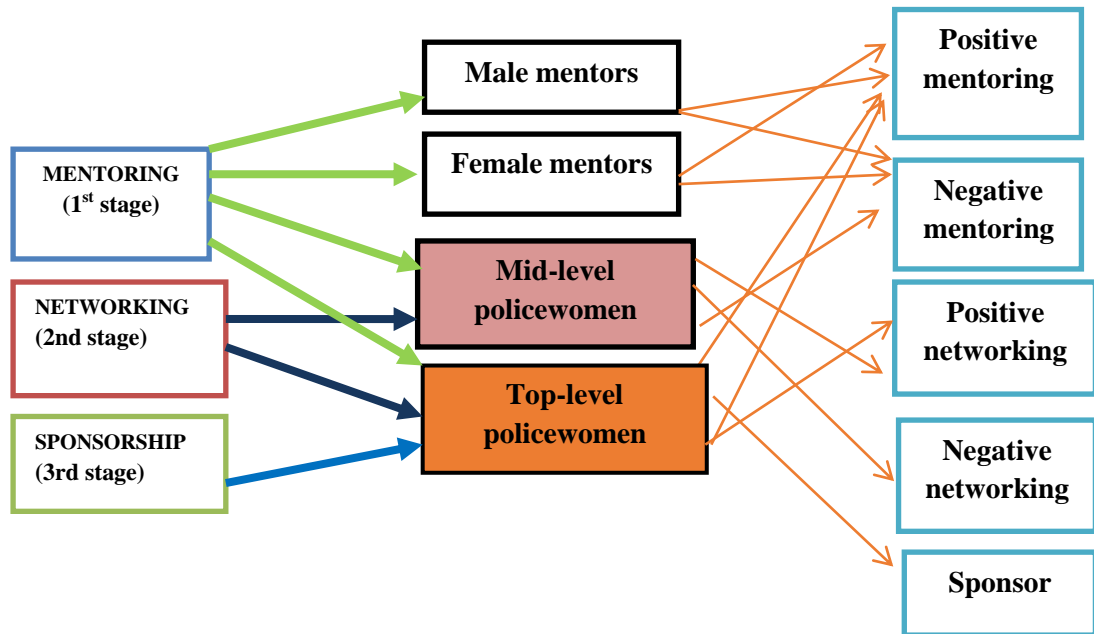 MENTORING
(1st stage)
NETWORKING
(2nd stage)
SPONSORSHIP
(3rd stage)
Male mentors
Female mentors
Mid-level
policewomen
Top-level
policewomen
Positive
mentoring
Negative
mentoring
Positive
networking
Negative
networking
Sponsor